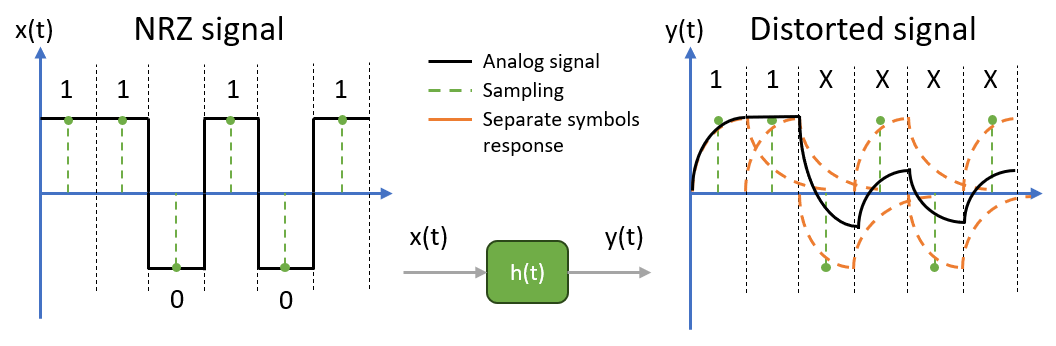 x(t)
NRZ signal
1 1 1 1
0 0
Analog signal
Sampling
Separate symbols
response
x(t)
h(t)
y(t)
y(t)
Distorted signal
1 1 X X X X